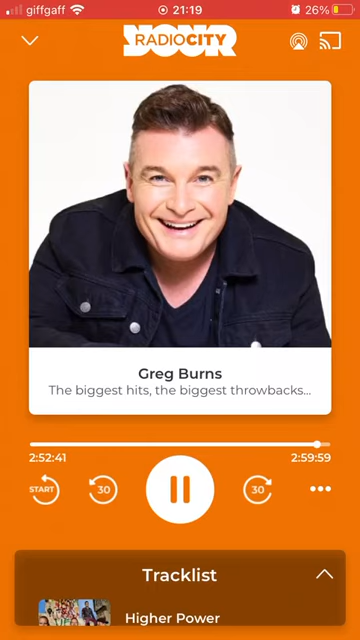 giffgaff
21:19
26%
YOUR
RADIO CITY
Greg Burns
The biggest hits, the biggest throwbacks...
2:52:41
2:59:59
START
30
30
Tracklist
Higher Power